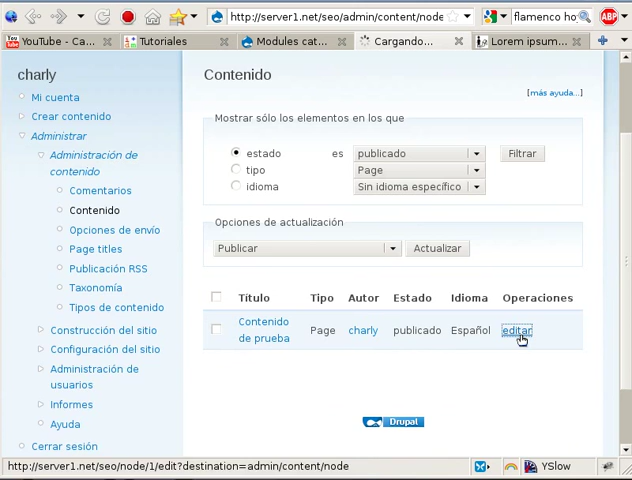 http://server1.net/seo/admin/content/node
flamenco ho
ABP
YouTube - Ca...
Tutoriales
Modules cat...
Cargando...
Lorem ipsum...
charly
Mi cuenta
Crear contenido
Administrar
Administración de
contenido
Comentarios
Contenido
Opciones de envío
Page titles
Publicación RSS
Taxonomía
Tipos de contenido
Construcción del sitio
Configuración del sitio
Administración de
usuarios
Informes
Ayuda
Cerrar sesión
Contenido
[más ayuda...]
Mostrar sólo los elementos en los que
estado es publicado Filtrar
tipo Page
idioma Sin idioma específico
Opciones de actualización
Publicar Actualizar
Título Tipo Autor Estado Idioma Operaciones
Contenido de prueba Page charly publicado Español editar
Drupal
http://server1.net/seo/node/1/edit?destination=admin/content/node
YSlow